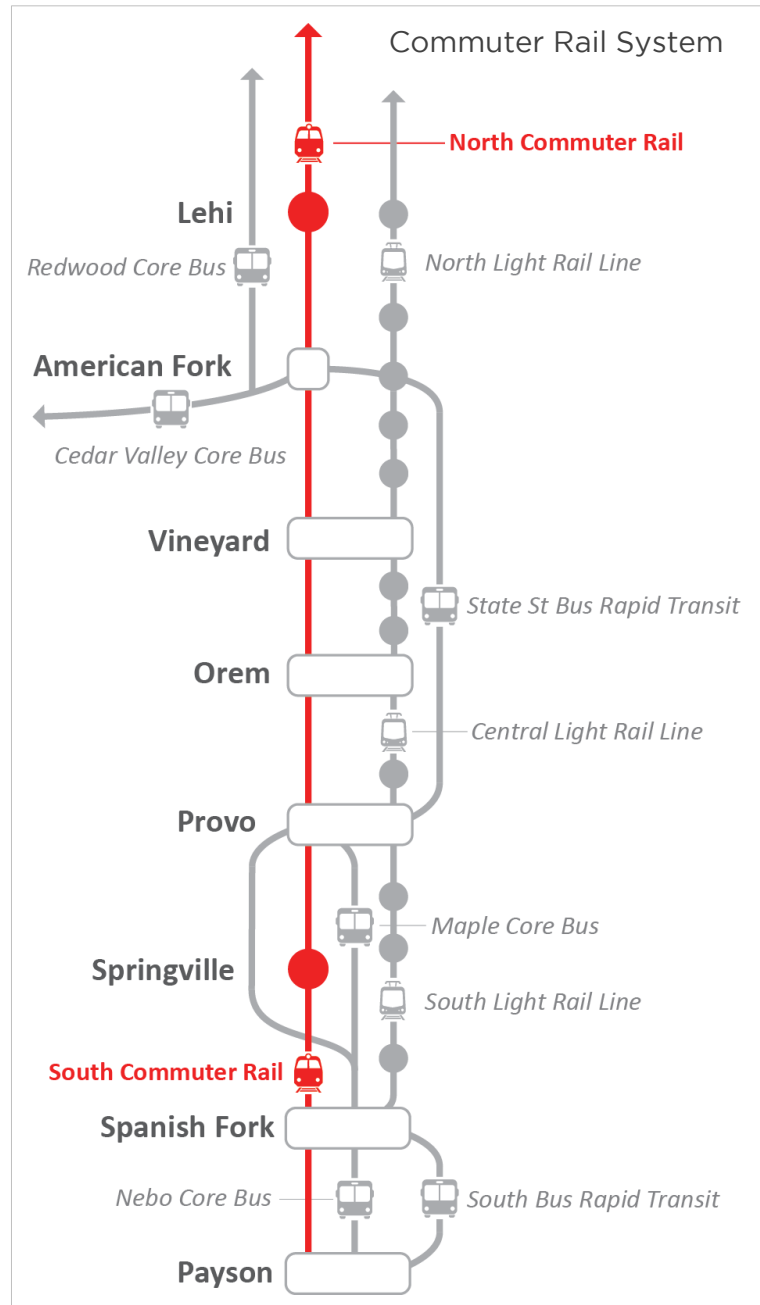 Commuter Rail System
North Commuter Rail
Lehi
Redwood Core Bus
North Light Rail Line
American Fork
Cedar Valley Core Bus
Vineyard
State St Bus Rapid Transit
Orem
Central Light Rail Line
Provo
Maple Core Bus
Springville
South Light Rail Line
South Commuter Rail
Spanish Fork
Nebo Core Bus
South Bus Rapid Transit
Payson